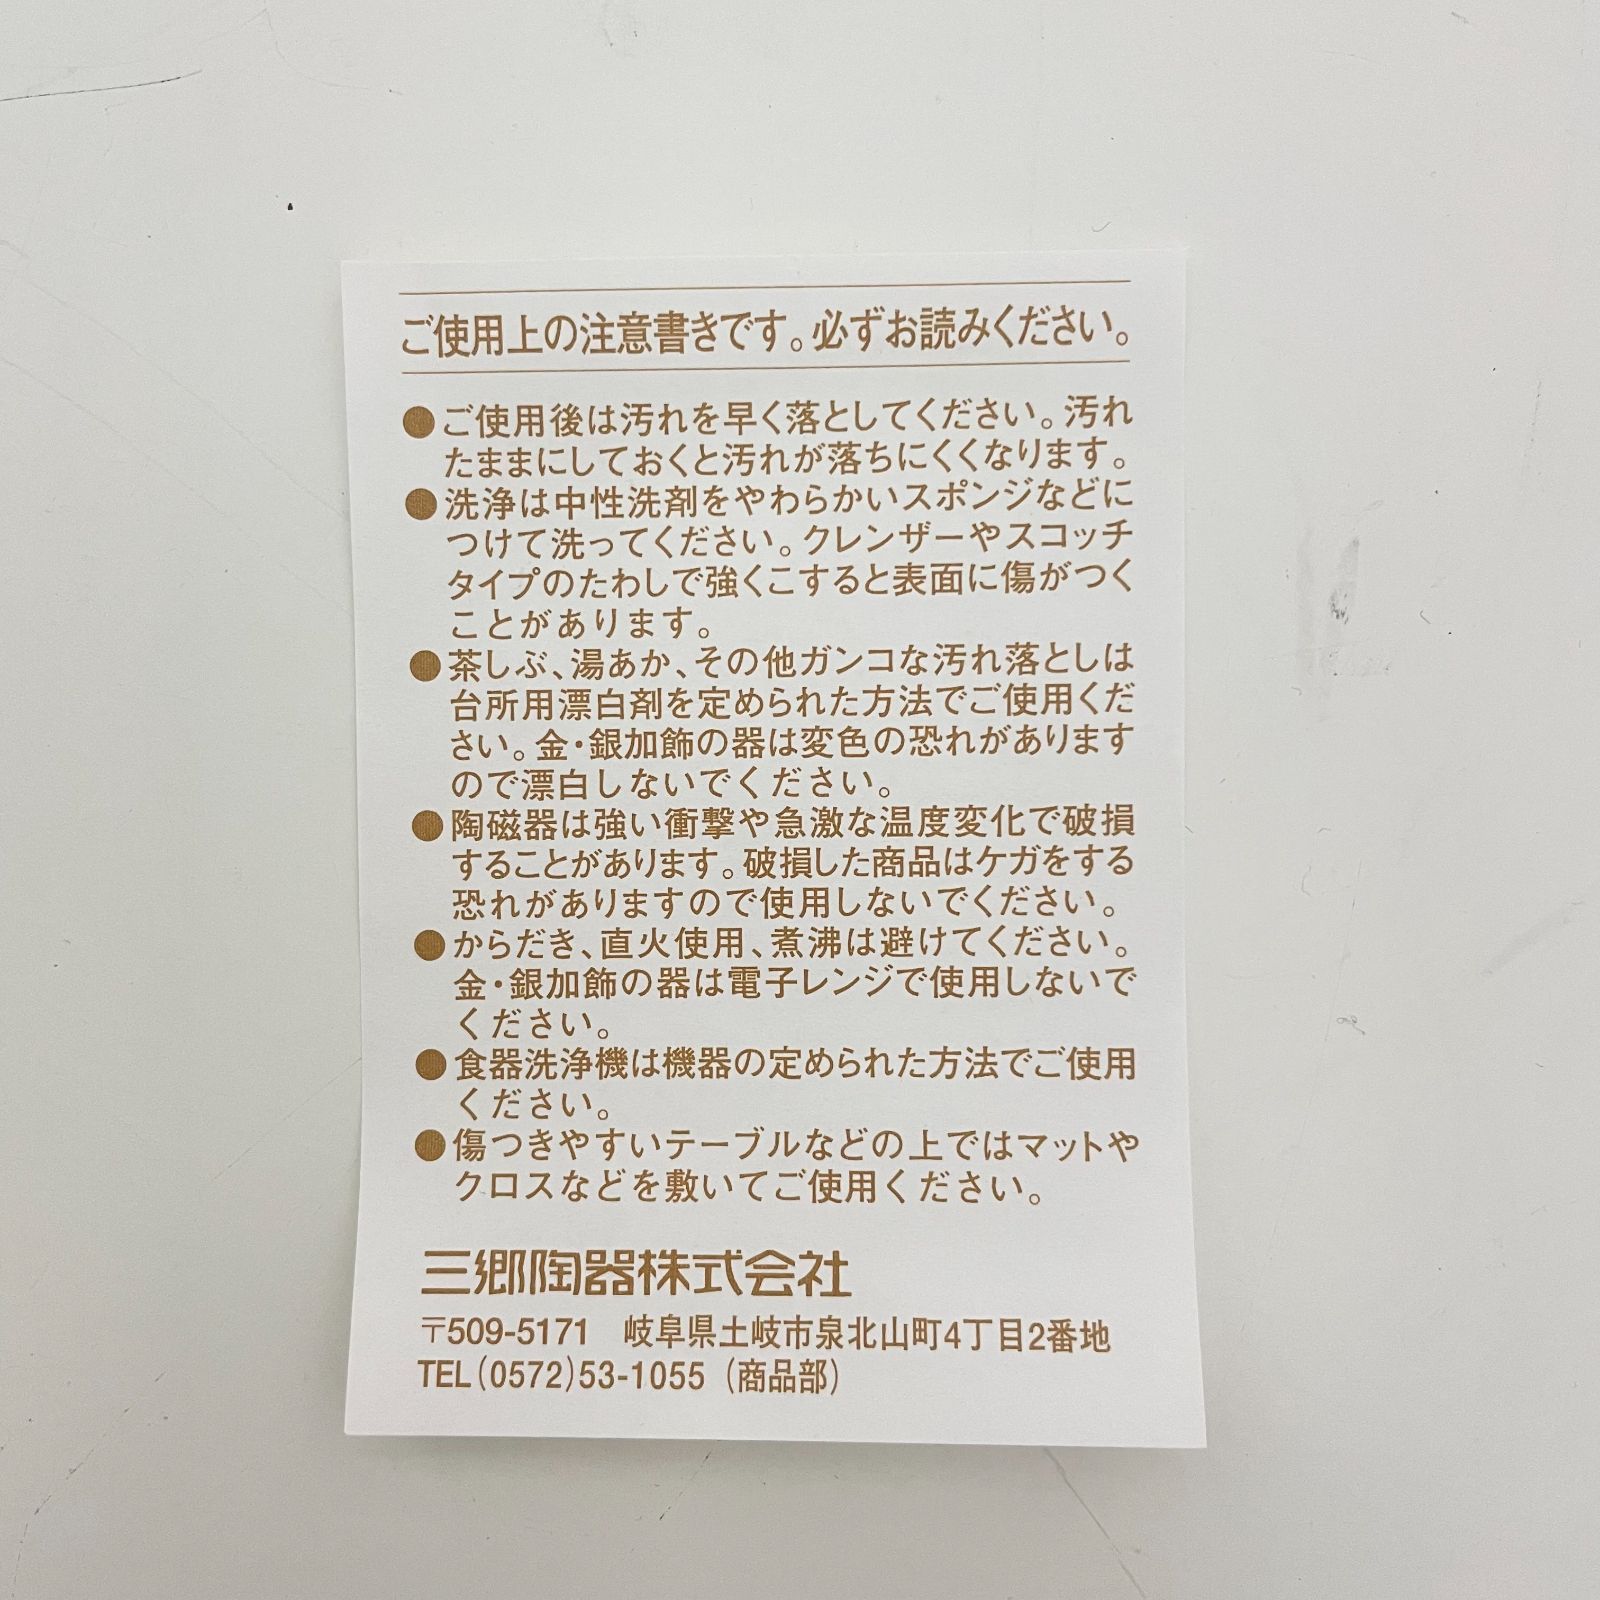 ご使用上の注意書きです。必ずお読みください。
●ご使用後は汚れを早く落としてください。汚れ
たままにしておくと汚れが落ちにくくなります。
●洗浄は中性洗剤をやわらかいスポンジなどに
つけて洗ってください。クレンザーやスコッチ
タイプのたわしで強くこすると表面に傷がつく
ことがあります。
●茶しぶ、湯あか、その他ガンコな汚れ落としは
台所用漂白剤を定められた方法でご使用くだ
さい。金・銀加飾の器は変色の恐れがあります
ので漂白しないでください。
●陶磁器は強い衝撃や急激な温度変化で破損
することがあります。破損した商品はケガをする
恐れがありますので使用しないでください。
●からだき、直火使用、煮沸は避けてください。
金・銀加飾の器は電子レンジで使用しないで
ください。
●食器洗浄機は機器の定められた方法でご使用
ください。
●傷つきやすいテーブルなどの上ではマットや
クロスなどを敷いてご使用ください。
三郷陶器株式会社
〒509-5171 岐阜県土岐市泉北山町4丁目2番地
TEL(0572)53-1055 (商品部)